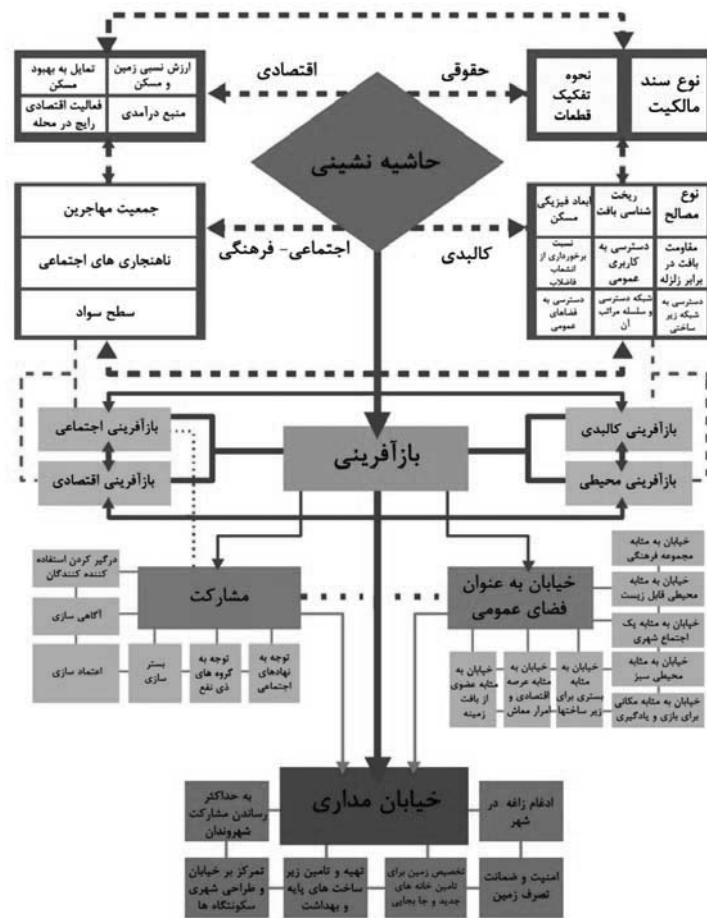 حقوقی
اقتصادی
نوع سند
مالکیت
نحوه
تفکیک
قطعات
ارزش نسبی زمین
و مسکن
تمایل به بهبود
مسکن
منبع درآمدی
فعالیت اقتصادی
رایج در محله
حاشیه نشینی
کالبدی
اجتماعی- فرهنگی
نوع
مصالح
ریخت
شناسی بافت
ابعاد فیزیکی
مسکن
مقاومت
بافت در
برابر زلزله
دسترسی به
کاربری
عمومی
نسبت
برخورداری از
انشعاب
فاضلاب
دسترسی به
شبکه زیر
ساختی
شبکه دسترسی
و سلسله مراتب
آن
دسترسی به
فضاهای
عمومی
جمعیت مهاجرین
ناهنجاری های اجتماعی
سطح سواد
بازآفرینی کالبدی
بازآفرینی محیطی
بازآفرینی
بازآفرینی اجتماعی
بازآفرینی اقتصادی
خیابان به عنوان
فضای عمومی
خیابان به مثابه
مجموعه فرهنگی
خیابان به مثابه
محیطی قابل زیست
خیابان به مثابه یک
اجتماع شهری
خیابان به مثابه
محیطی سبز
خیابان به مثابه مکانی
برای بازی و یادگیری
خیابان به
مثابه
بستری برای
زیر ساختها
خیابان به
مثابه عرصه
اقتصادی و
امرار معاش
خیابان به
مثابه عضوی
از بافت
زمینه
مشارکت
درگیر کردن استفاده
کننده کنندگان
آگاهی سازی
اعتماد سازی
توجه به
نهادهای
اجتماعی
توجه به
گروه های
ذی نفع
بستر
سازی
خیابان مداری
ادغام زاغه در
شهر
به حداکثر
رساندن مشارکت
شهروندان
امنیت و ضمانت
تصرف زمین
تخصیص زمین برای
تامین خانه های
جدید و جا بجایی
تهیه و تامین زیر
ساخت های پایه
و بهداشت
تمرکز بر خیابان
و طراحی شهری
سکونتگاه ها